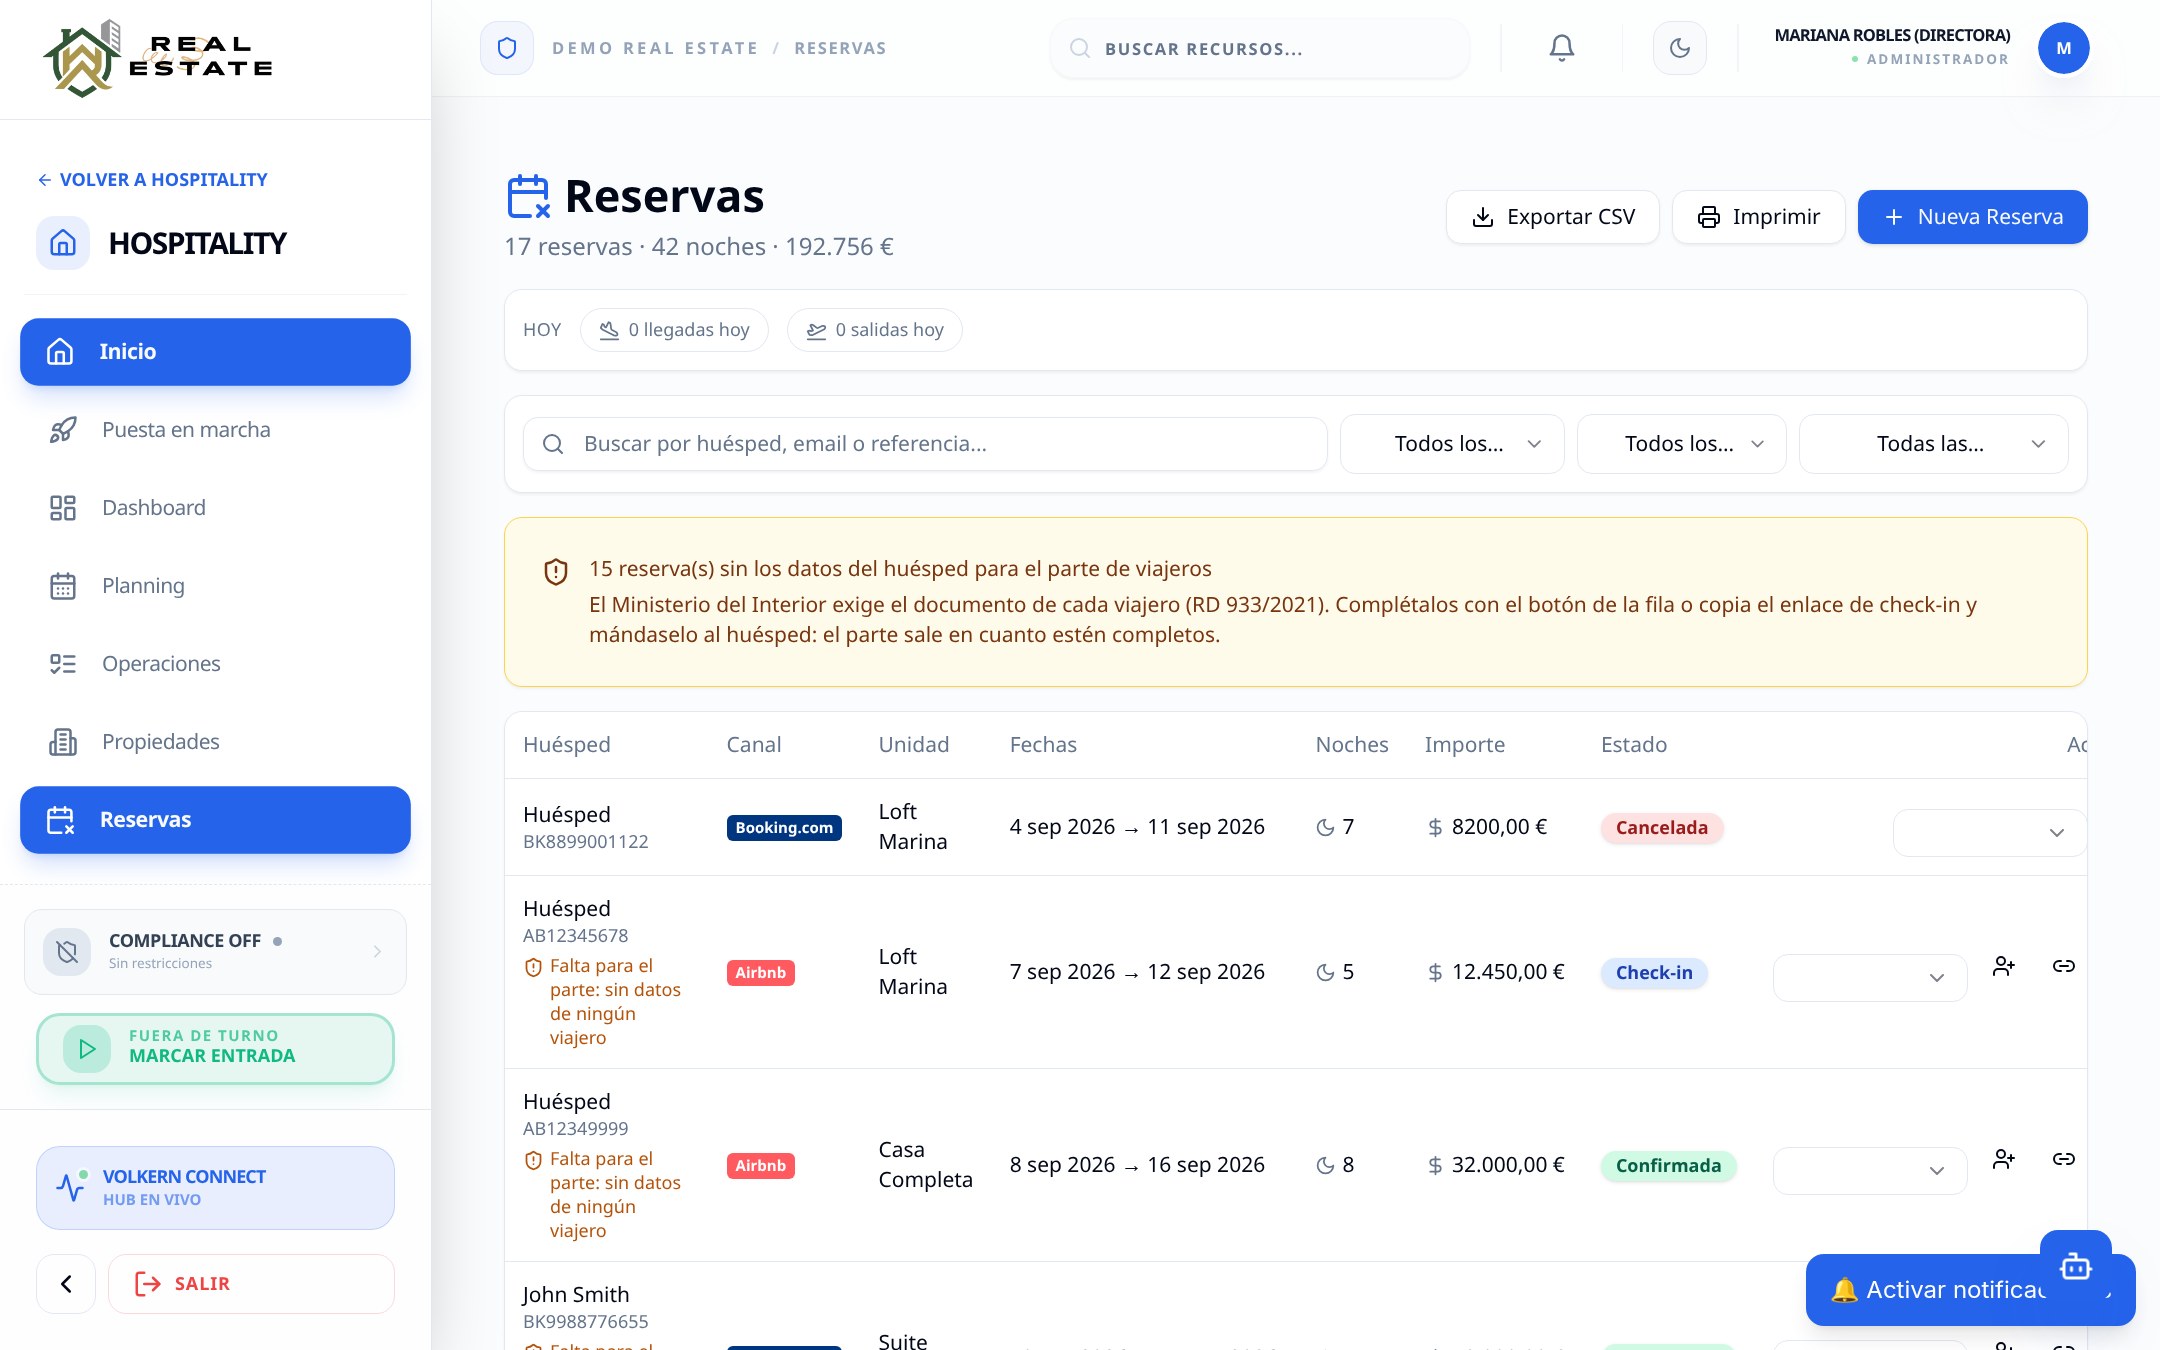 REAL
ESTATE
DEMO REAL ESTATE / RESERVAS
BUSCAR RECURSOS...
MARIANA ROBLES (DIRECTORA)
ADMINISTRADOR
M
VOLVER A HOSPITALITY
HOSPITALITY
Inicio
Puesta en marcha
Dashboard
Planning
Operaciones
Propiedades
Reservas
COMPLIANCE OFF
Sin restricciones
FUERA DE TURNO
MARCAR ENTRADA
VOLKERN CONNECT
HUB EN VIVO
SALIR
Reservas
17 reservas · 42 noches · 192.756 €
Exportar CSV
Imprimir
Nueva Reserva
HOY
0 llegadas hoy
0 salidas hoy
Buscar por huésped, email o referencia...
Todos los...
Todos los...
Todas las...
15 reserva(s) sin los datos del huésped para el parte de viajeros
El Ministerio del Interior exige el documento de cada viajero (RD 933/2021). Complétalos con el botón de la fila o copia el enlace de check-in y
mándaselo al huésped: el parte sale en cuanto estén completos.
Huésped Canal Unidad Fechas Noches Importe Estado
Huésped
BK8899001122
Booking.com
Loft
Marina
4 sep 2026 → 11 sep 2026
7
$ 8200,00 €
Cancelada
Huésped
AB12345678
Falta para el
parte: sin datos
de ningún
viajero
Airbnb
Loft
Marina
7 sep 2026 → 12 sep 2026
5
$ 12.450,00 €
Check-in
Huésped
AB12349999
Falta para el
parte: sin datos
de ningún
viajero
Airbnb
Casa
Completa
8 sep 2026 → 16 sep 2026
8
$ 32.000,00 €
Confirmada
John Smith
BK9988776655
Falta para el
Suite
Activar